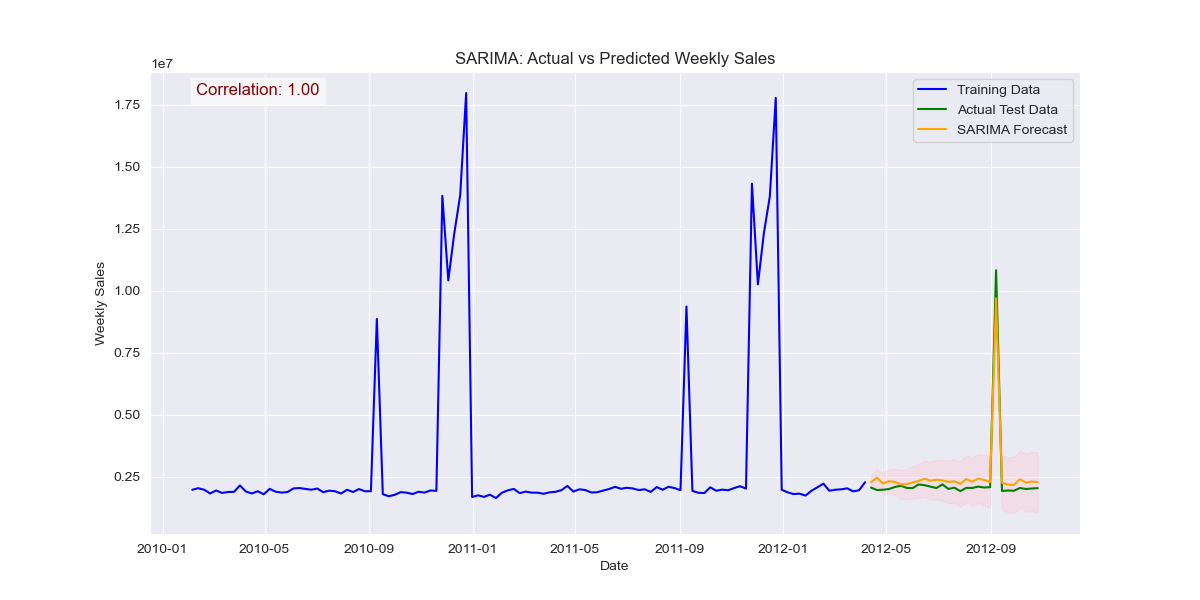 SARIMA: Actual vs Predicted Weekly Sales
1e7
Correlation: 1.00
Training Data
Actual Test Data
SARIMA Forecast
1.75
1.50
1.25
1.00
0.75
0.50
0.25
Weekly Sales
2010-01 2010-05 2010-09 2011-01 2011-05 2011-09 2012-01 2012-05 2012-09
Date